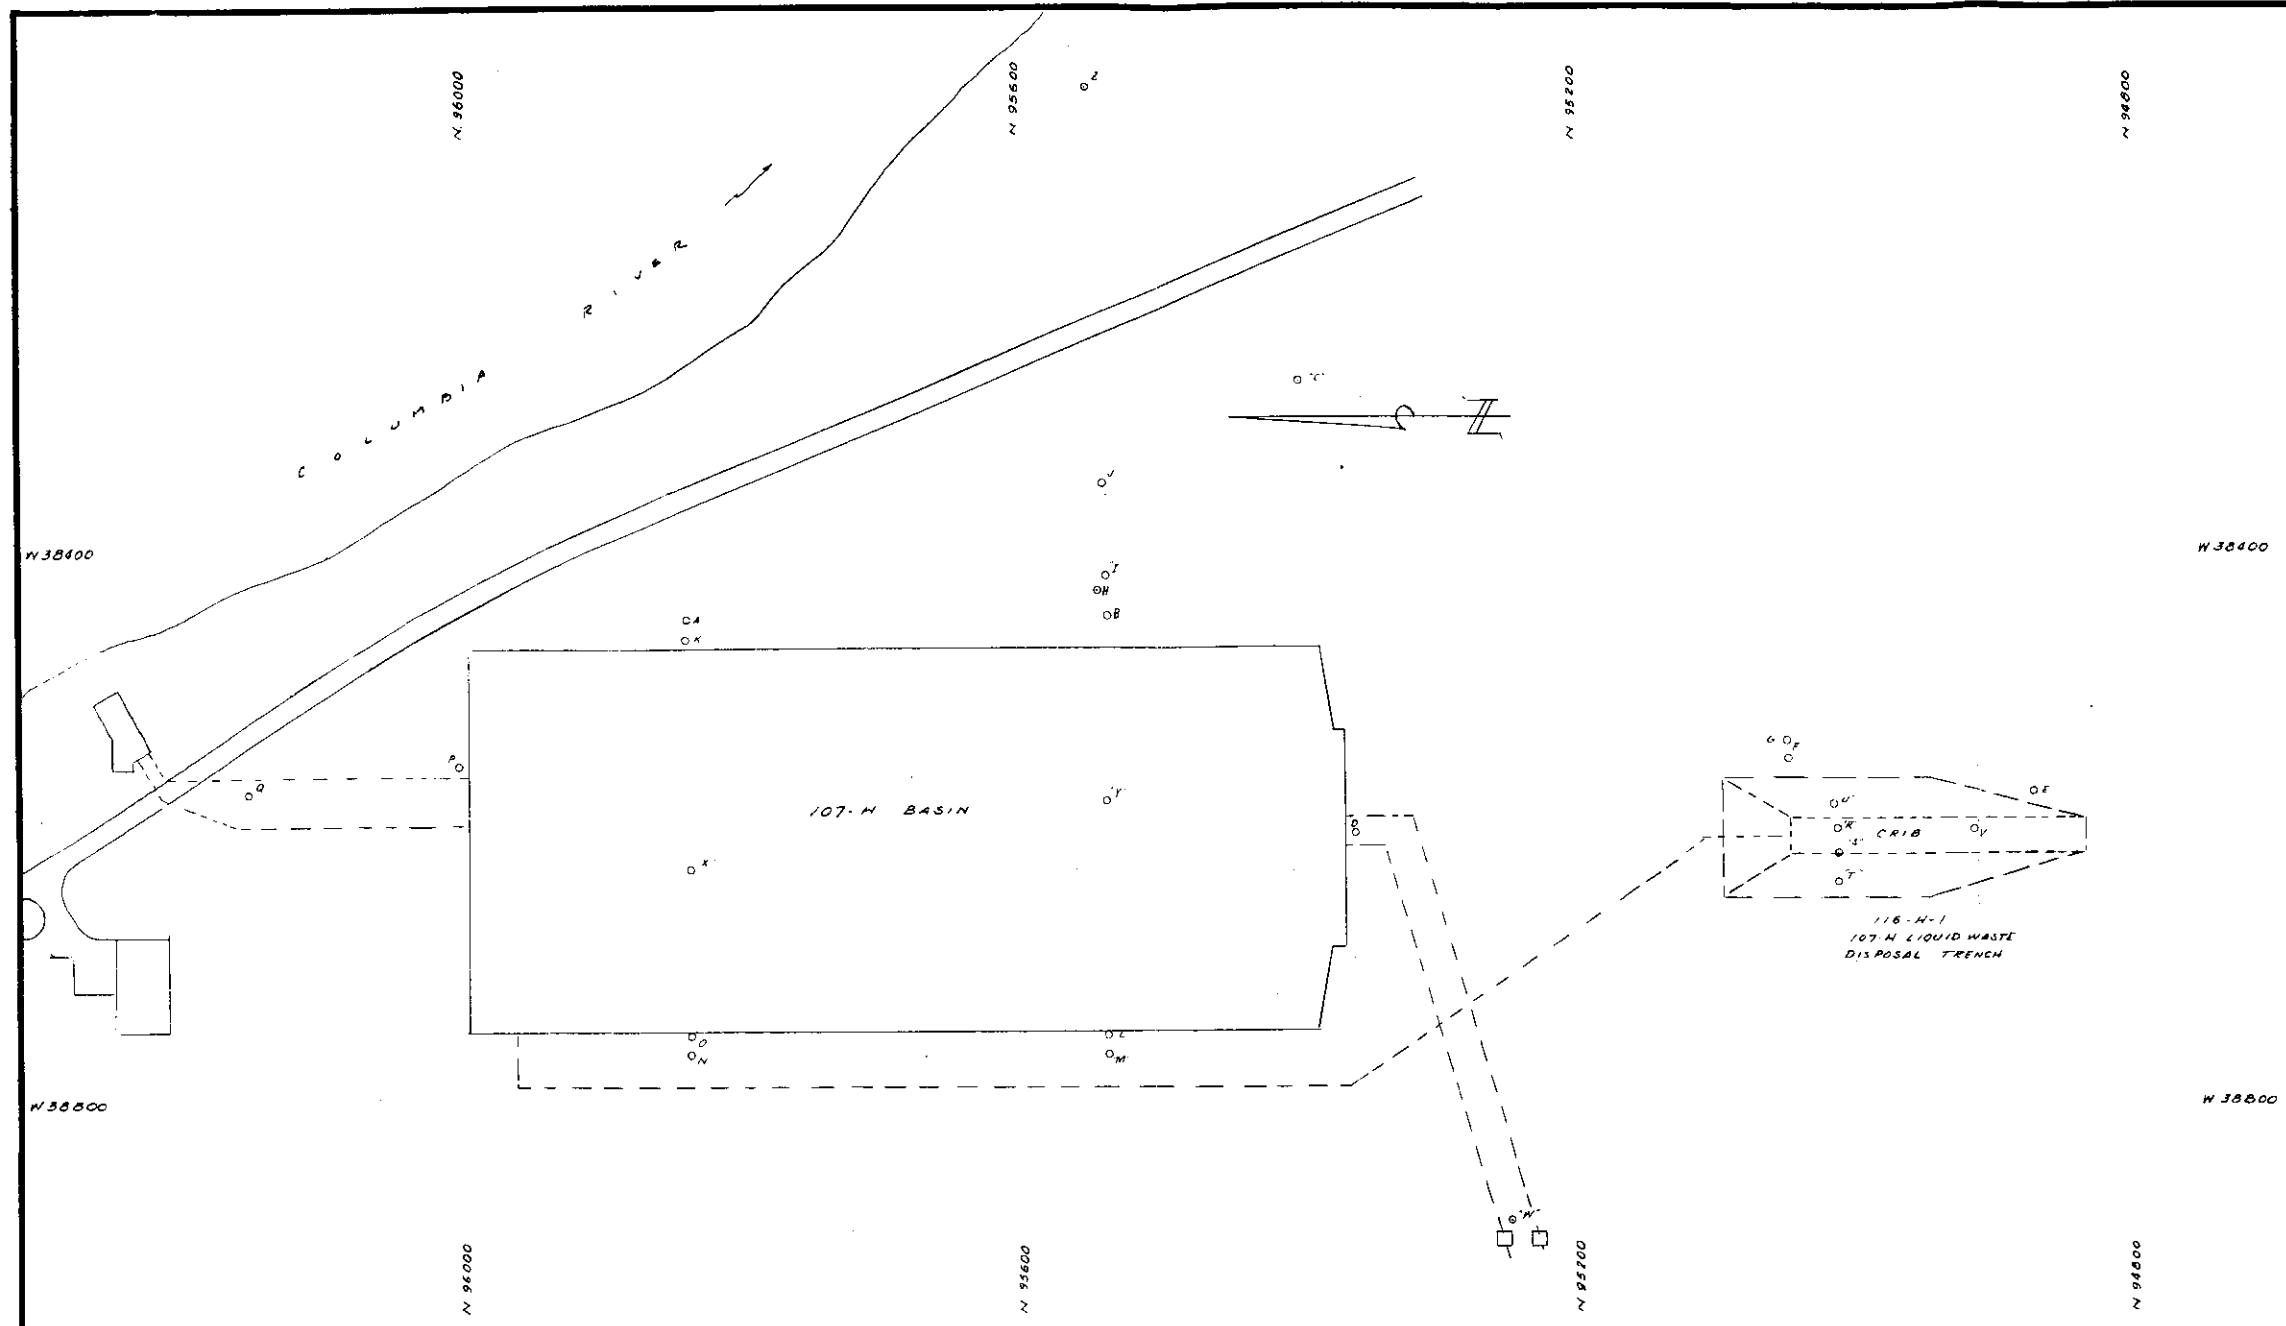 N 96000
N 95600
N 95200
N 94800
Z
COLUMBIA RIVER
"C"
N
J
W 38400
W 38400
I
H
B
A
K
P
Q
107-H BASIN
"Y"
"X"
D
G
F
E
"U"
"R"
CRIB
V
"S"
"T"
116-H-1
107-H LIQUID WASTE
DISPOSAL TRENCH
O
N
L
M
W 38800
W 38800
"W"
N 96000
N 95600
N 95200
N 94800